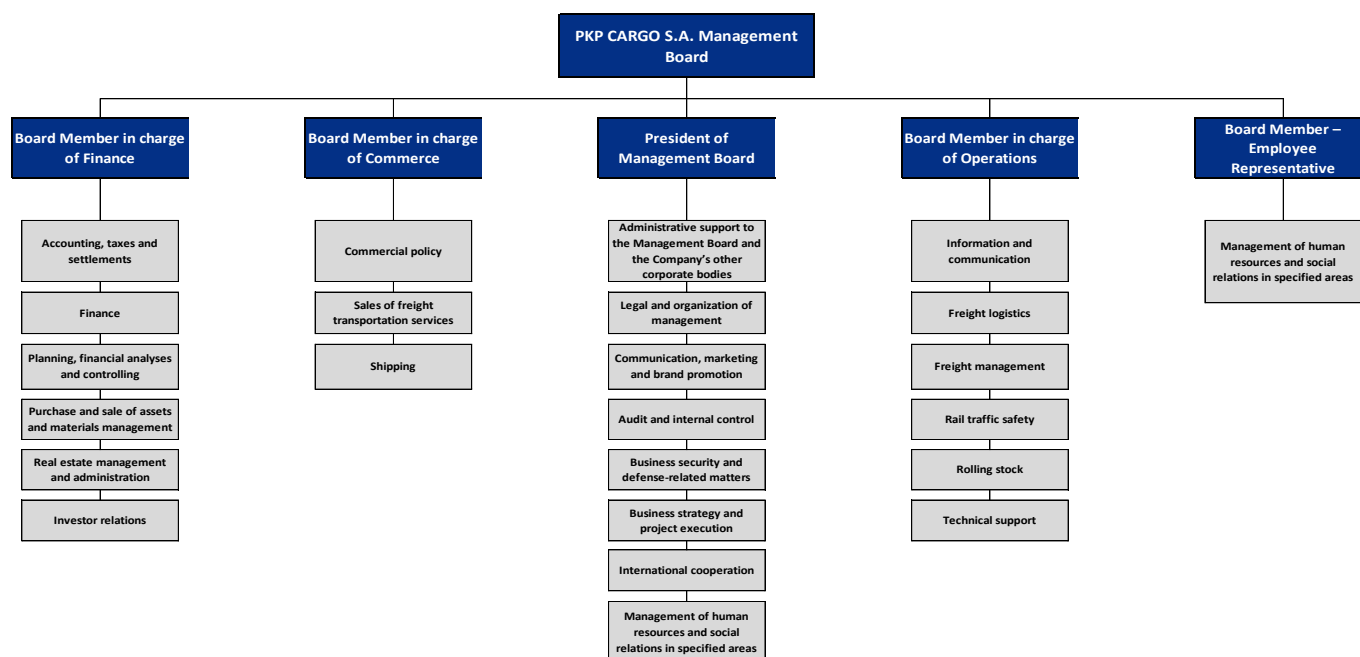 PKP CARGO S.A. Management
Board
Board Member in charge
of Finance
Board Member in charge
of Commerce
President of
Management Board
Board Member in charge
of Operations
Board Member –
Employee
Representative
Accounting, taxes and
settlements
Finance
Planning, financial analyses
and controlling
Purchase and sale of assets
and materials management
Real estate management
and administration
Investor relations
Commercial policy
Sales of freight
transportation services
Shipping
Administrative support to
the Management Board and
the Company's other
corporate bodies
Legal and organization of
management
Communication, marketing
and brand promotion
Audit and internal control
Business security and
defense-related matters
Business strategy and
project execution
International cooperation
Management of human
resources and social
relations in specified areas
Information and
communication
Freight logistics
Freight management
Rail traffic safety
Rolling stock
Technical support
Management of human
resources and social
relations in specified areas